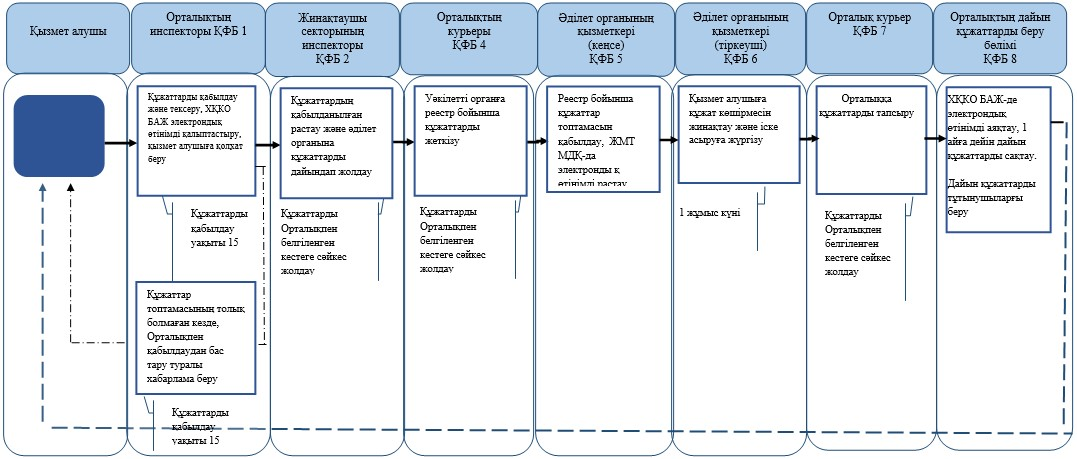 Қызмет алушы
Орталықтың
инспекторы ҚФБ 1
Жинақтаушы
секторының
инспекторы
ҚФБ 2
Орталықтың
курьеры
ҚФБ 4
Әділет органының
қызметкері
(кеңсе)
ҚФБ 5
Әділет органының
қызметкері
(тіркеуші)
ҚФБ 6
Орталық курьер
ҚФБ 7
Орталықтың дайын
құжаттарды беру
бөлімі
ҚФБ 8
Құжаттарды қабылдау
және тексеру, ХҚКО
БАЖ электрондық
өтінімді қалыптастыру,
қызмет алушыға қолхат
беру
Құжаттарды
қабылдау
уақыты 15
Құжаттар
топтамасының толық
болмаған кезде,
Орталықпен
қабылдаудан бас
тару туралы
хабарлама беру
Құжаттарды
қабылдау
уақыты 15
Құжаттардың
қабылданылған
растау және әділет
органына
құжаттарды
дайындап жолдау
Құжаттарды
Орталықпен
белгіленген
кестеге сәйкес
жолдау
Уәкілетті органға
реестр бойынша
құжаттарды
жеткізу
Құжаттарды
Орталықпен
белгіленген
кестеге сәйкес
жолдау
Реестр бойынша
құжаттар
топтамасын
қабылдау, ЖМТ
МДҚ-да
электронды қ
өтінімді растау
Қызмет алушыға
құжат көшірмесін
жинақтау және іске
асыруға жүргізу
1 жұмыс күні
Орталыққа
құжаттарды тапсыру
Құжаттарды
Орталықпен
белгіленген
кестеге сәйкес
жолдау
ХҚКО БАЖ-де
электрондық
өтінімді аяқтау, 1
айға дейін дайын
құжаттарды сақтау.
Дайын құжаттарды
тұтынушыларғы
беру